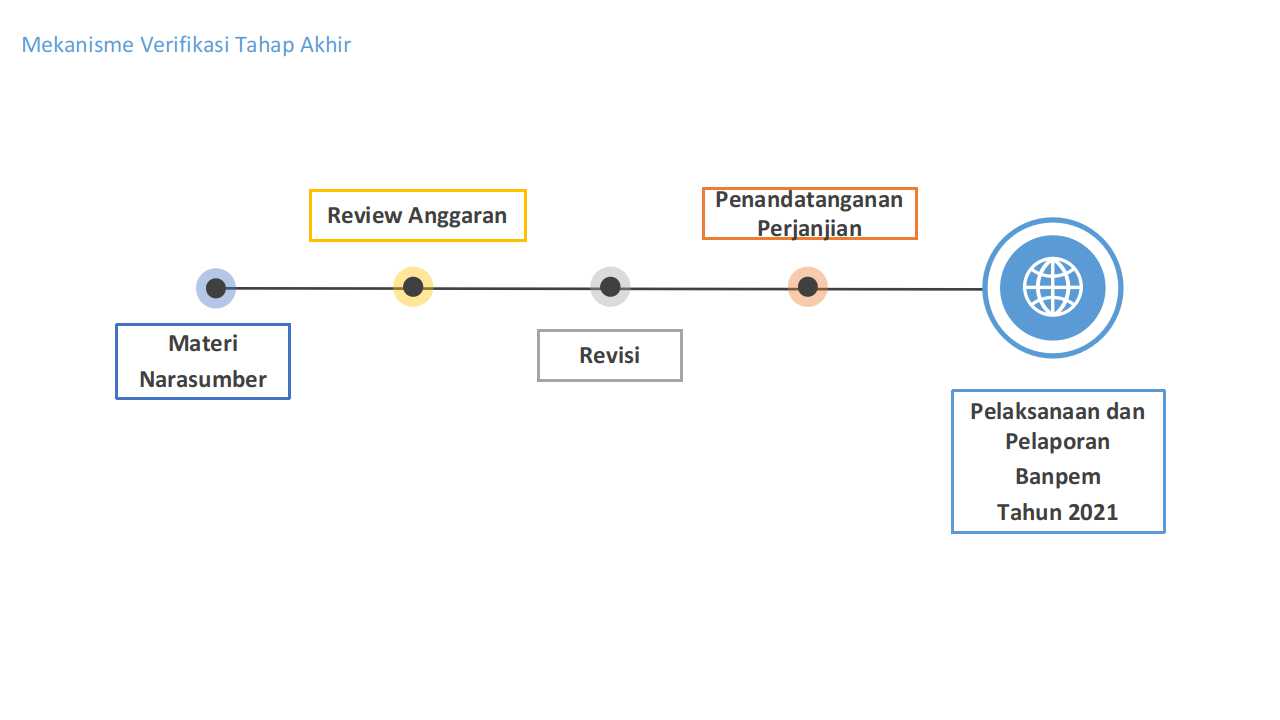 Mekanisme Verifikasi Tahap Akhir
Materi
Narasumber
Review Anggaran
Revisi
Penandatanganan
Perjanjian
Pelaksanaan dan
Pelaporan
Banpem
Tahun 2021